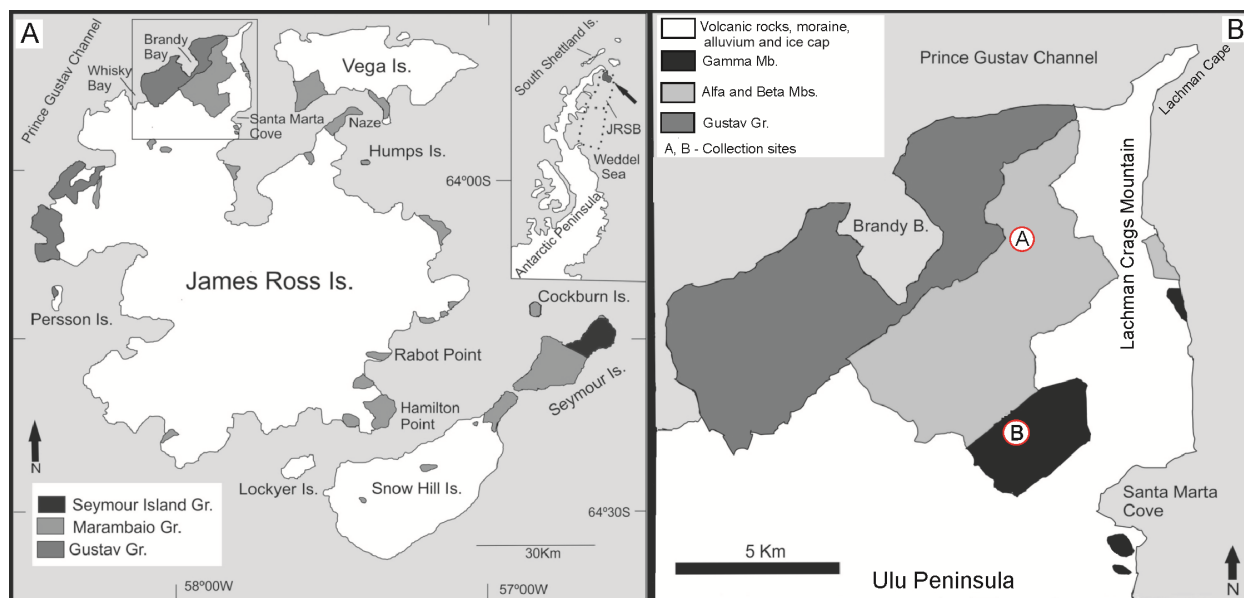 A
Prince Gustav Channel
Brandy
Bay
Whisky
Bay
Vega Is.
Santa Marta
Cove
Naze
Humps Is.
64º00S
South Shettland Is.
JRSB
Weddel
Sea
Antarctic Peninsula
James Ross Is.
Persson Is.
Cockburn Is.
Rabot Point
Seymour Is.
Hamilton
Point
Lockyer Is.
Snow Hill Is.
64º30S
N
Seymour Island Gr.
Marambaio Gr.
Gustav Gr.
30Km
58º00W
57º00W
B
Volcanic rocks, moraine,
alluvium and ice cap
Gamma Mb.
Alfa and Beta Mbs.
Gustav Gr.
A, B - Collection sites
Prince Gustav Channel
Lachman Cape
Brandy B.
A
Lachman Crags Mountain
B
Santa Marta
Cove
5 Km
Ulu Peninsula
N